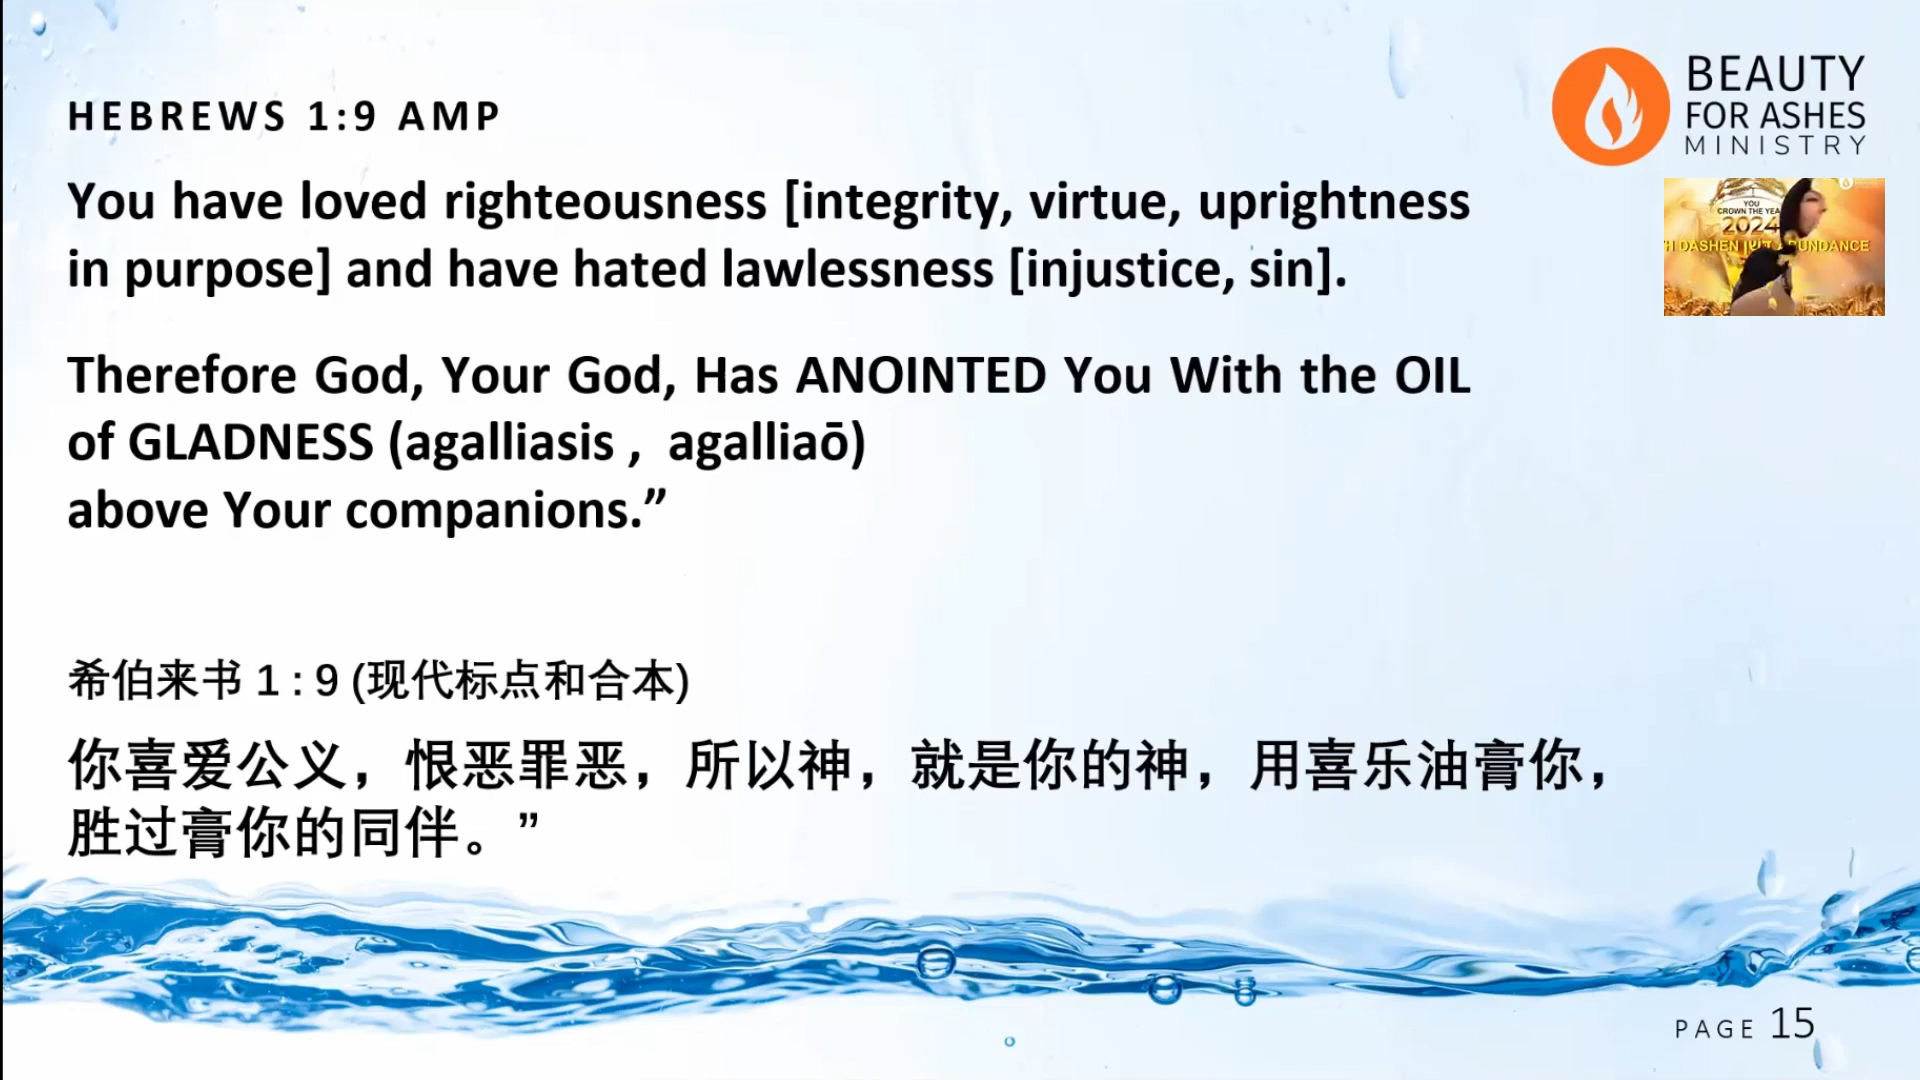 HEBREWS 1:9 AMP
You have loved righteousness [integrity, virtue, uprightness
in purpose] and have hated lawlessness [injustice, sin].
Therefore God, Your God, Has ANOINTED You With the OIL
of GLADNESS (agalliasis , agalliaō)
above Your companions.”
希伯来书 1 : 9 (现代标点和合本)
你喜爱公义，恨恶罪恶，所以神，就是你的神，用喜乐油膏你，
胜过膏你的同伴。”
BEAUTY
FOR ASHES
MINISTRY
YOU
CROWN THE YEA
2024
H DASHEN דשן
UNDANCE
PAGE 15